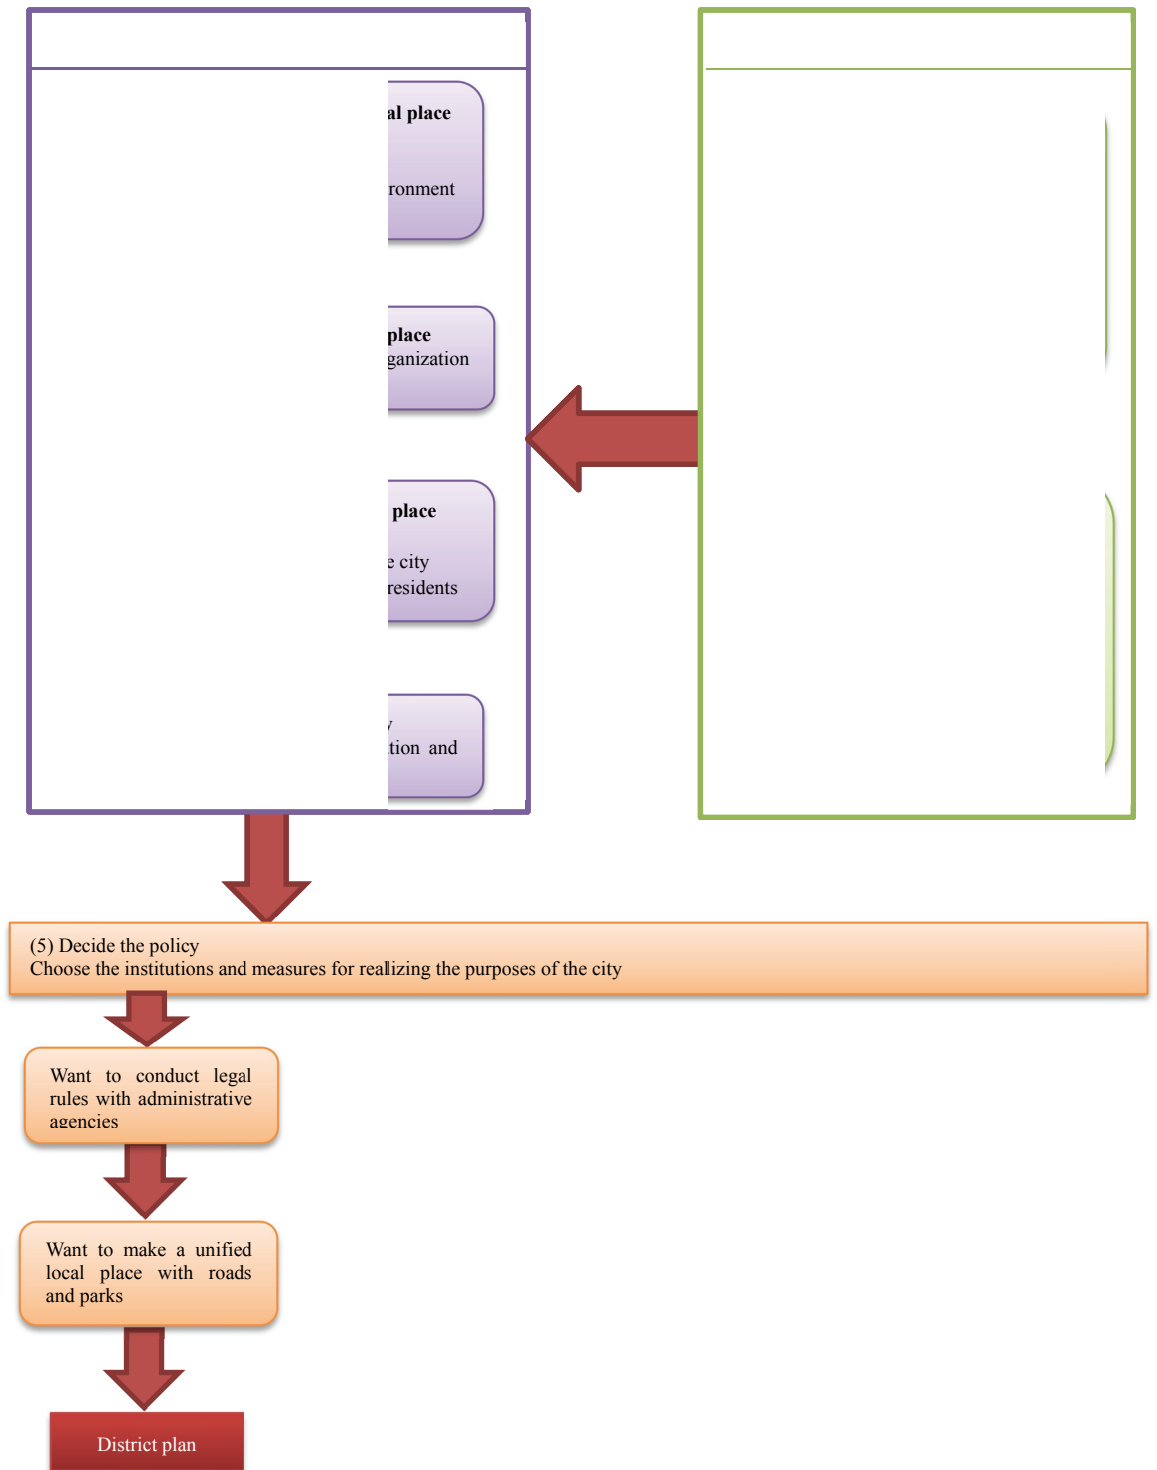 al place
ronment
place
ganization
place
e city
residents
tion and
(5) Decide the policy
Choose the institutions and measures for realizing the purposes of the city
Want to conduct legal
rules with administrative
agencies
Want to make a unified
local place with roads
and parks
District plan